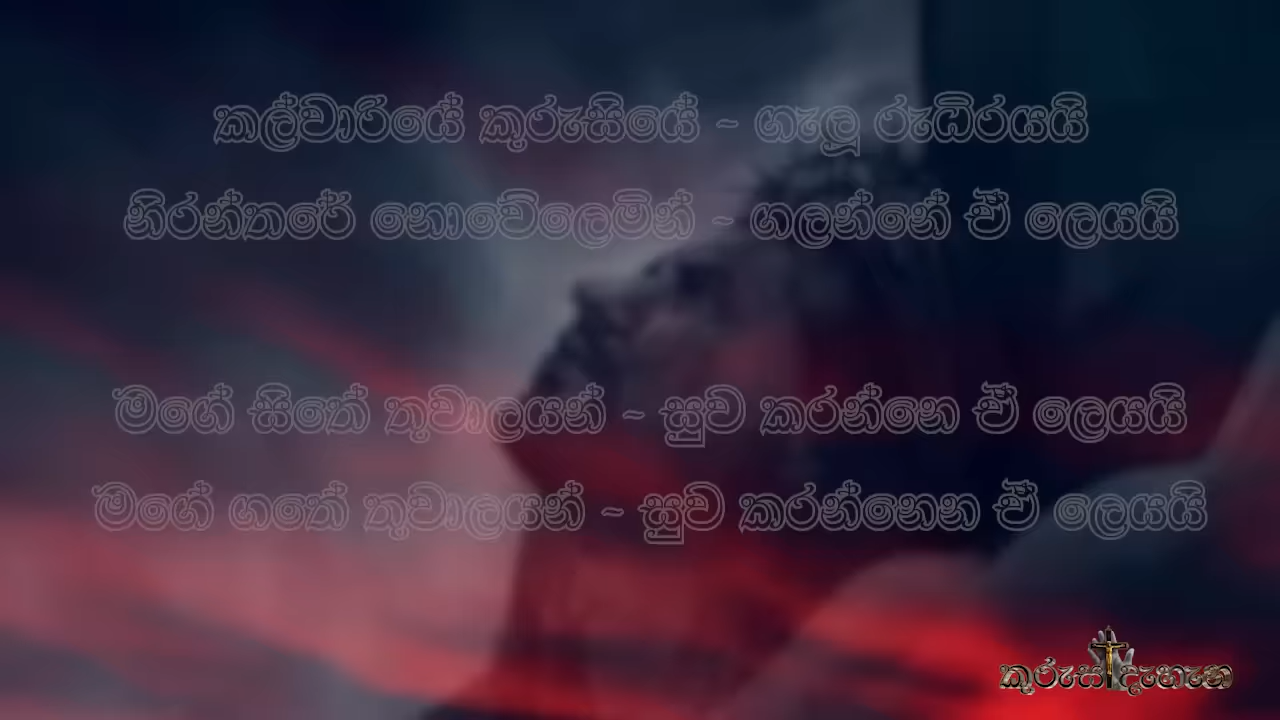 කල්වාරියේ කුරුසියේ - ගැලූ රුධිරයයි
නිරන්තරේ නොවේලෙමින් - ගලන්නේ ඒ ලෙයයි
මගේ සිතේ තුවාලයන් - සුව කරන්නෙ ඒ ලෙයයි
මගේ ගතේ තුවාලයන් - සුව කරන්නෙ ඒ ලෙයයි
කුරුස දැහැන